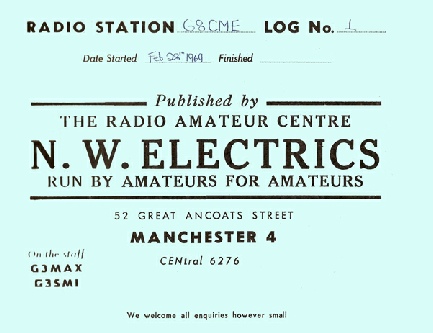 RADIO STATION G8CME LOG No. 1
Date Started Feb 28th 1969 Finished
Published by
THE RADIO AMATEUR CENTRE
N. W. ELECTRICS
RUN BY AMATEURS FOR AMATEURS
52 GREAT ANCOATS STREET
MANCHESTER 4
CENtral 6276
On the staff
G3MAX
G3SMI
We welcome all enquiries however small